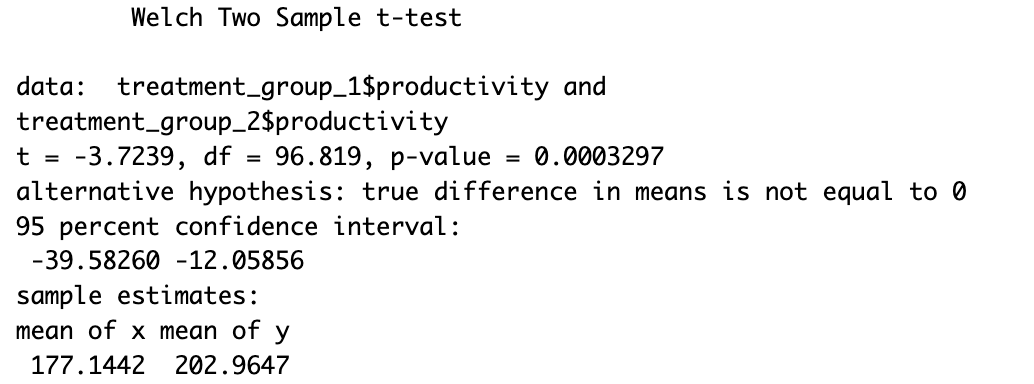 Welch Two Sample t-test
data:  treatment_group_1$productivity and
treatment_group_2$productivity
t = -3.7239, df = 96.819, p-value = 0.0003297
alternative hypothesis: true difference in means is not equal to 0
95 percent confidence interval:
-39.58260 -12.05856
sample estimates:
mean of x mean of y
177.1442  202.9647